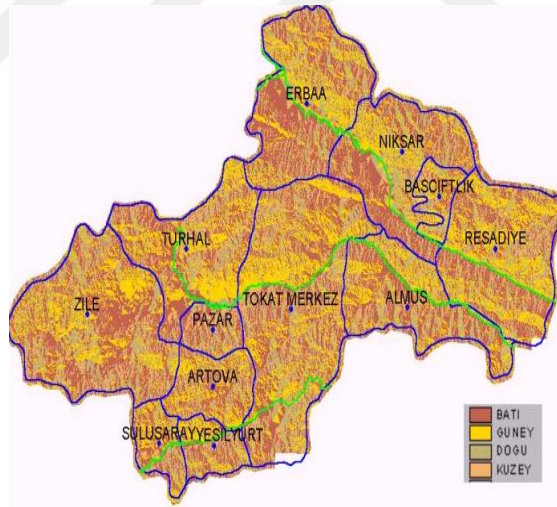 ERBAA
NIKSAR
BASCIFTLIK
RESADIYE
TURHAL
ZILE
PAZAR
TOKAT MERKEZ
ALMUS
ARTOVA
SULUSARAY
YESILYURT
BATI
GUNEY
DOGU
KUZEY